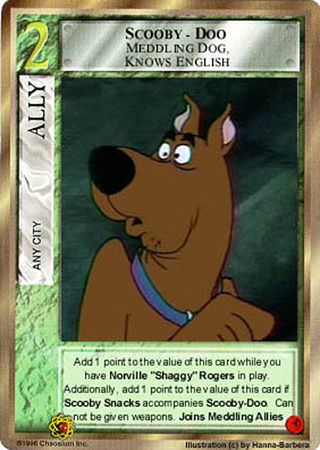 2
SCOOBY - DOO
MEDDLING DOG,
KNOWS ENGLISH
ALLY
ANY CITY
Add 1 point to the value of this card while you
have Norville "Shaggy" Rogers in play.
Additionally, add 1 point to the value of this card if
Scooby Snacks accompanies Scooby-Doo. Can
not be given weapons. Joins Meddling Allies
©1996 Chaosium Inc.
Illustration (c) by Hanna-Barbera